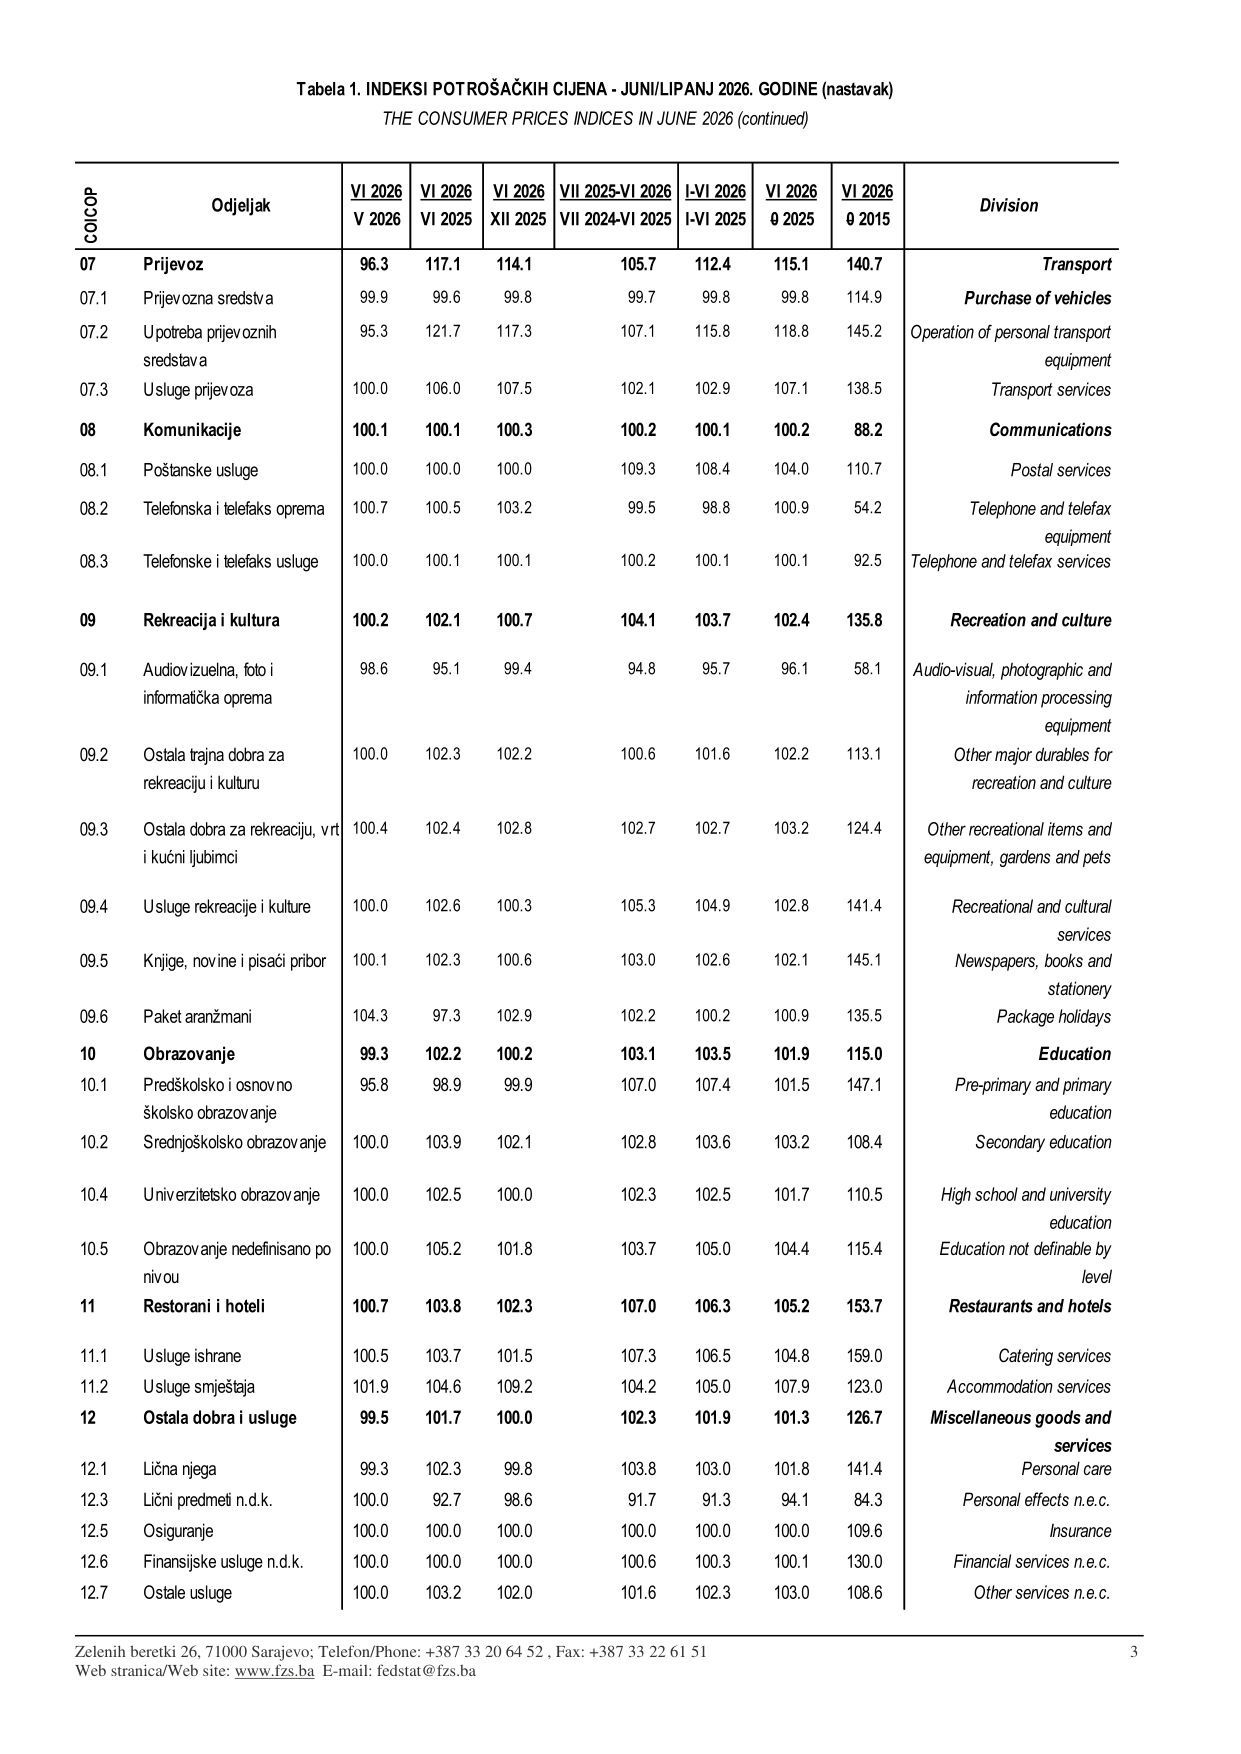 Tabela 1. INDEKSI POTROŠAČKIH CIJENA - JUNI/LIPANJ 2026. GODINE (nastavak)
THE CONSUMER PRICES INDICES IN JUNE 2026 (continued)
COICOP Odjeljak VI 2026 VI 2026 VI 2026 VII 2025-VI 2026 I-VI 2026 VI 2026 VI 2026 Division
V 2026 VI 2025 XII 2025 VII 2024-VI 2025 I-VI 2025 θ 2025 θ 2015
07 Prijevoz 96.3 117.1 114.1 105.7 112.4 115.1 140.7 Transport
07.1 Prijevozna sredstva 99.9 99.6 99.8 99.7 99.8 99.8 114.9 Purchase of vehicles
07.2 Upotreba prijevoznih 95.3 121.7 117.3 107.1 115.8 118.8 145.2 Operation of personal transport
sredstava equipment
07.3 Usluge prijevoza 100.0 106.0 107.5 102.1 102.9 107.1 138.5 Transport services
08 Komunikacije 100.1 100.1 100.3 100.2 100.1 100.2 88.2 Communications
08.1 Poštanske usluge 100.0 100.0 100.0 109.3 108.4 104.0 110.7 Postal services
08.2 Telefonska i telefaks oprema 100.7 100.5 103.2 99.5 98.8 100.9 54.2 Telephone and telefax
equipment
08.3 Telefonske i telefaks usluge 100.0 100.1 100.1 100.2 100.1 100.1 92.5 Telephone and telefax services
09 Rekreacija i kultura 100.2 102.1 100.7 104.1 103.7 102.4 135.8 Recreation and culture
09.1 Audiovizuelna, foto i 98.6 95.1 99.4 94.8 95.7 96.1 58.1 Audio-visual, photographic and
informatička oprema information processing
equipment
09.2 Ostala trajna dobra za 100.0 102.3 102.2 100.6 101.6 102.2 113.1 Other major durables for
rekreaciju i kulturu recreation and culture
09.3 Ostala dobra za rekreaciju, vrt 100.4 102.4 102.8 102.7 102.7 103.2 124.4 Other recreational items and
i kućni ljubimci equipment, gardens and pets
09.4 Usluge rekreacije i kulture 100.0 102.6 100.3 105.3 104.9 102.8 141.4 Recreational and cultural
services
09.5 Knjige, novine i pisaći pribor 100.1 102.3 100.6 103.0 102.6 102.1 145.1 Newspapers, books and
stationery
09.6 Paket aranžmani 104.3 97.3 102.9 102.2 100.2 100.9 135.5 Package holidays
10 Obrazovanje 99.3 102.2 100.2 103.1 103.5 101.9 115.0 Education
10.1 Predškolsko i osnovno 95.8 98.9 99.9 107.0 107.4 101.5 147.1 Pre-primary and primary
školsko obrazovanje education
10.2 Srednjoškolsko obrazovanje 100.0 103.9 102.1 102.8 103.6 103.2 108.4 Secondary education
10.4 Univerzitetsko obrazovanje 100.0 102.5 100.0 102.3 102.5 101.7 110.5 High school and university
education
10.5 Obrazovanje nedefinisano po 100.0 105.2 101.8 103.7 105.0 104.4 115.4 Education not definable by
nivou level
11 Restorani i hoteli 100.7 103.8 102.3 107.0 106.3 105.2 153.7 Restaurants and hotels
11.1 Usluge ishrane 100.5 103.7 101.5 107.3 106.5 104.8 159.0 Catering services
11.2 Usluge smještaja 101.9 104.6 109.2 104.2 105.0 107.9 123.0 Accommodation services
12 Ostala dobra i usluge 99.5 101.7 100.0 102.3 101.9 101.3 126.7 Miscellaneous goods and
services
12.1 Lična njega 99.3 102.3 99.8 103.8 103.0 101.8 141.4 Personal care
12.3 Lični predmeti n.d.k. 100.0 92.7 98.6 91.7 91.3 94.1 84.3 Personal effects n.e.c.
12.5 Osiguranje 100.0 100.0 100.0 100.0 100.0 100.0 109.6 Insurance
12.6 Finansijske usluge n.d.k. 100.0 100.0 100.0 100.6 100.3 100.1 130.0 Financial services n.e.c.
12.7 Ostale usluge 100.0 103.2 102.0 101.6 102.3 103.0 108.6 Other services n.e.c.
Zelenih beretki 26, 71000 Sarajevo; Telefon/Phone: +387 33 20 64 52 , Fax: +387 33 22 61 51 3
Web stranica/Web site: www.fzs.ba E-mail: fedstat@fzs.ba